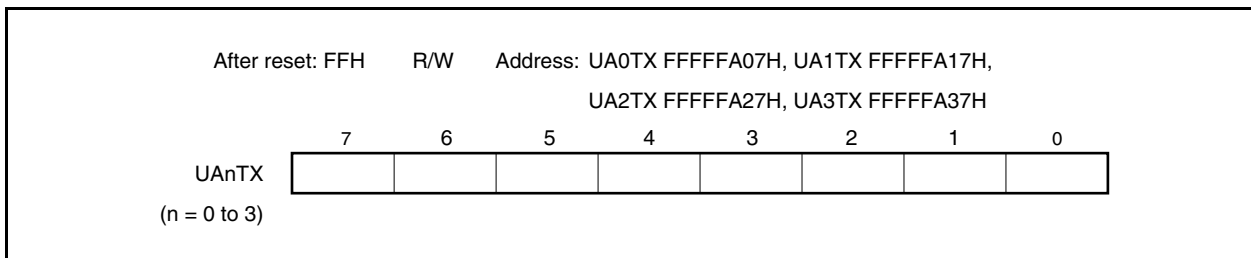 After reset: FFH R/W Address: UA0TX FFFFFA07H, UA1TX FFFFFA17H,
UA2TX FFFFFA27H, UA3TX FFFFFA37H
7 6 5 4 3 2 1 0
UAnTX
(n = 0 to 3)